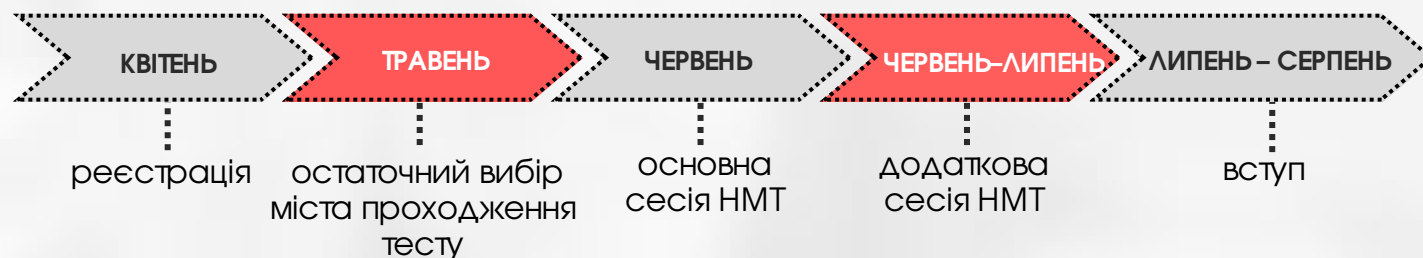 КВІТЕНЬ
ТРАВЕНЬ
ЧЕРВЕНЬ
ЧЕРВЕНЬ–ЛИПЕНЬ
ЛИПЕНЬ – СЕРПЕНЬ
реєстрація
остаточний вибір
міста проходження
тесту
основна
сесія НМТ
додаткова
сесія НМТ
вступ